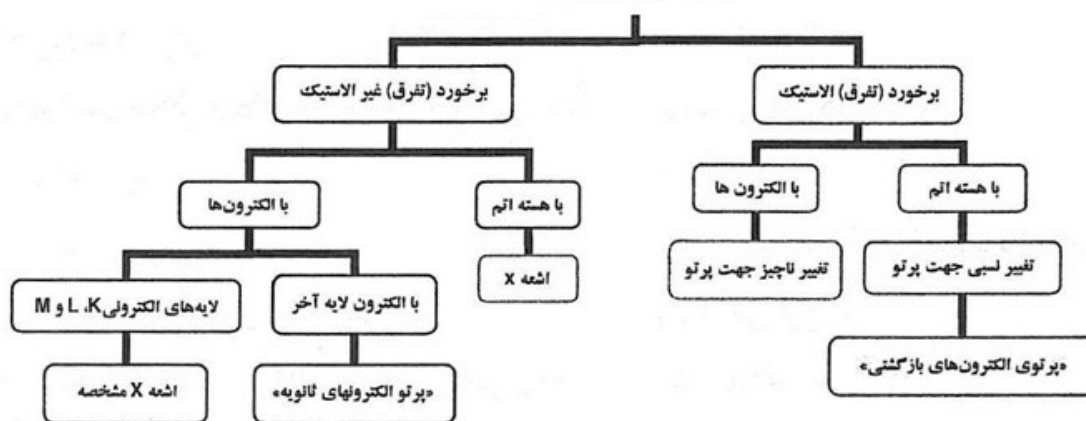 برخورد (تفرق) الاستیک
برخورد (تفرق) غیر الاستیک
با هسته اتم
با الکترون ها
با هسته اتم
با الکترون‌ها
تغییر نسبی جهت پرتو
تغییر ناچیز جهت پرتو
اشعه x
با الکترون لایه آخر
لایه‌های الکترونی K، L و M
«پرتوی الکترون‌های بازگشتی»
«پرتو الکترونهای ثانویه»
اشعه X مشخصه